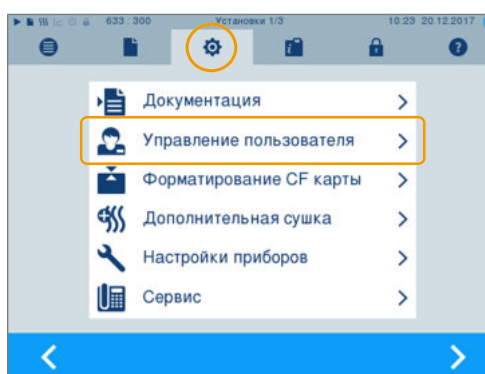 633 : 300 Установки 1/3 10:23 20.12.2017
Документация
Управление пользователя
Форматирование CF карты
Дополнительная сушка
Настройки приборов
Сервис